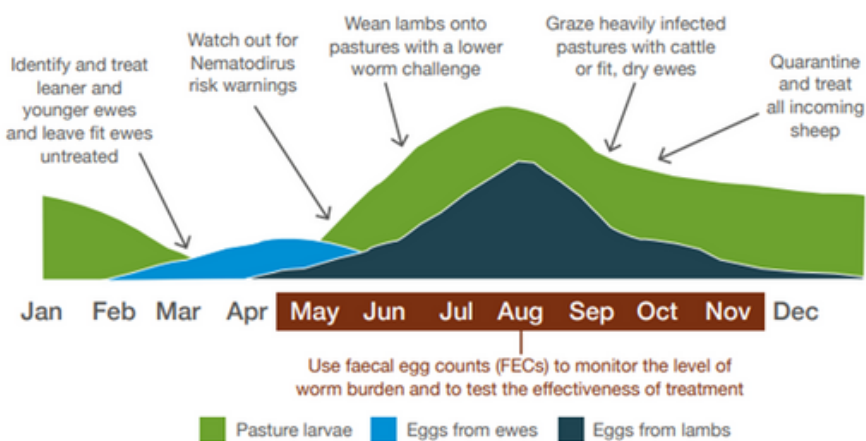 Identify and treat
leaner and
younger ewes
and leave fit ewes
untreated
Watch out for
Nematodirus
risk warnings
Wean lambs onto
pastures with a lower
worm challenge
Graze heavily infected
pastures with cattle
or fit, dry ewes
Quarantine
and treat
all incoming
sheep
Jan Feb Mar Apr May Jun Jul Aug Sep Oct Nov Dec
Use faecal egg counts (FECs) to monitor the level of
worm burden and to test the effectiveness of treatment
Pasture larvae Eggs from ewes Eggs from lambs